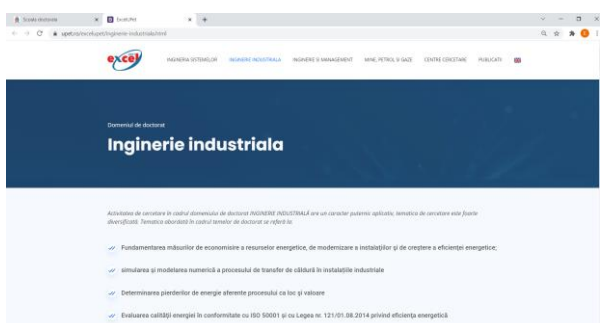 Scoala doctorala
ExcelUPet
upet.ro/excelupet/inginerie-industriala.html
excel
INGINERIA SISTEMELOR
INGINERIE INDUSTRIALA
INGINERIE SI MANAGEMENT
MINE, PETROL SI GAZE
CENTRE CERCETARE
PUBLICATII
Domeniul de doctorat
Inginerie industriala
Activitatea de cercetare în cadrul domeniului de doctorat INGINERIE INDUSTRIALĂ are un caracter puternic aplicativ, tematica de cercetare este foarte
diversificată. Tematica abordată în cadrul temelor de doctorat se referă la:
Fundamentarea măsurilor de economisire a resurselor energetice, de modernizare a instalațiilor și de creștere a eficienței energetice;
simularea și modelarea numerică a procesului de transfer de căldură în instalațiile industriale
Determinarea pierderilor de energie aferente procesului ca loc și valoare
Evaluarea calității energiei în conformitate cu ISO 50001 și cu Legea nr. 121/01.08.2014 privind eficiența energetică